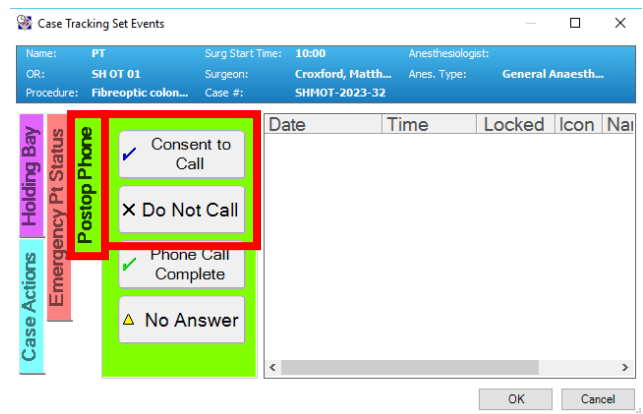 Case Tracking Set Events
Name: PT Surg Start Time: 10:00 Anesthesiologist:
OR: SH OT 01 Surgeon: Croxford, Matth... Anes. Type: General Anaesth...
Procedure: Fibreoptic colon... Case #: SHMOT-2023-32
Holding Bay
Case Actions
Emergency Pt Status
Postop Phone
Consent to
Call
Do Not Call
Phone Call
Complete
No Answer
Date Time Locked Icon Nai
OK Cancel